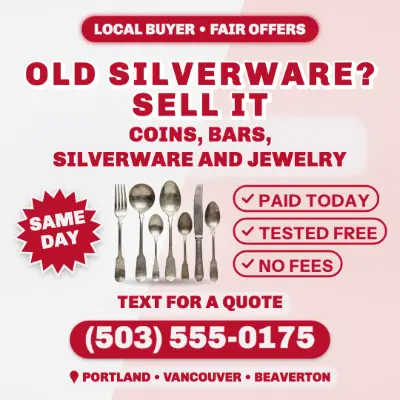 LOCAL BUYER • FAIR OFFERS
OLD SILVERWARE?
SELL IT
COINS, BARS,
SILVERWARE AND JEWELRY
SAME
DAY
PAID TODAY
TESTED FREE
NO FEES
TEXT FOR A QUOTE
(503) 555-0175
PORTLAND • VANCOUVER • BEAVERTON